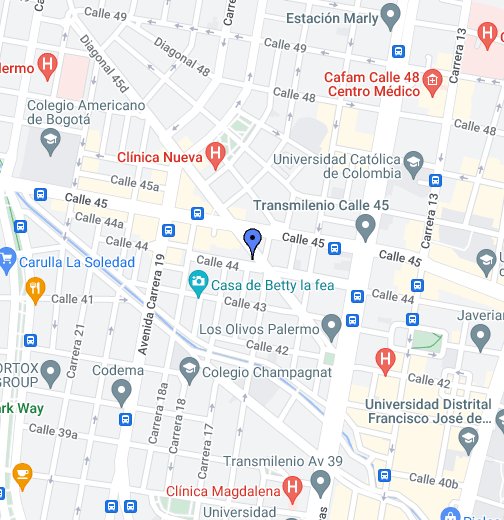 Calle 49
Carrera
Estación Marly
Diagonal 45d
Diagonal 48
Calle 49
Carrera 13
lermo
Cafam Calle 48
Centro Médico
Calle 48
Colegio Americano
de Bogotá
Calle 48
Clínica Nueva
Universidad Católica
de Colombia
Calle 45a
Calle 45
Transmilenio Calle 45
Carrera 13
Calle 44a
Calle 45
Calle 45
Calle 44
Carulla La Soledad
Avenida Carrera 19
Casa de Betty la fea
Calle 44
Calle 41
Calle 43
Los Olivos Palermo
Javerian
Carrera 21
Calle 42
ORTOX
GROUP
Codema
Colegio Champagnat
Calle 42
ark Way
Carrera 18a
Carrera 18
Universidad Distrital
Francisco José de...
Calle 39a
Carrera 17
Transmilenio Av 39
Calle 40b
Clínica Magdalena
Universidad